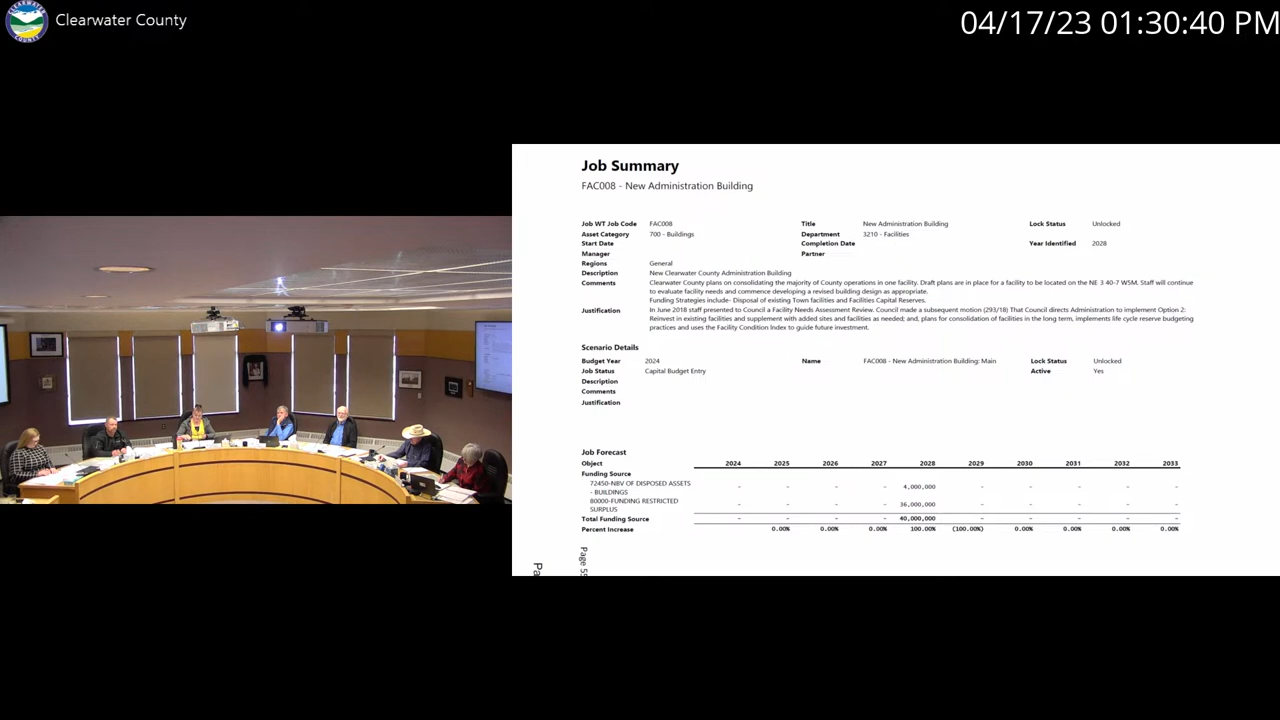 Clearwater County
04/17/23 01:30:40 PM
CLEARWATER
COUNTY
Job Summary
FAC008 - New Administration Building
Job WT Job Code FAC008 Title New Administration Building Lock Status Unlocked
Asset Category 700 - Buildings Department 3210 - Facilities
Start Date Completion Date Year Identified 2028
Manager Partner
Regions General
Description New Clearwater County Administration Building
Comments Clearwater County plans on consolidating the majority of County operations in one facility. Draft plans are in place for a facility to be located on the NE 3 40-7 W5M. Staff will continue
to evaluate facility needs and commence developing a revised building design as appropriate.
Funding Strategies include- Disposal of existing Town facilities and Facilities Capital Reserves.
Justification In June 2018 staff presented to Council a Facility Needs Assessment Review. Council made a subsequent motion (293/18) That Council directs Administration to implement Option 2:
Reinvest in existing facilities and supplement with added sites and facilities as needed; and, plans for consolidation of facilities in the long term, implements life cycle reserve budgeting
practices and uses the Facility Condition Index to guide future investment.
Scenario Details
Budget Year 2024 Name FAC008 - New Administration Building: Main Lock Status Unlocked
Job Status Capital Budget Entry Active Yes
Description
Comments
Justification
Job Forecast
Object 2024 2025 2026 2027 2028 2029 2030 2031 2032 2033
Funding Source
72450-NBV OF DISPOSED ASSETS - - - - 4,000,000 - - - - -
- BUILDINGS
80000-FUNDING RESTRICTED - - - - 36,000,000 - - - - -
SURPLUS
Total Funding Source - - - - 40,000,000 - - - - -
Percent Increase 0.00% 0.00% 0.00% 100.00% (100.00%) 0.00% 0.00% 0.00% 0.00%
Page 59
Pa